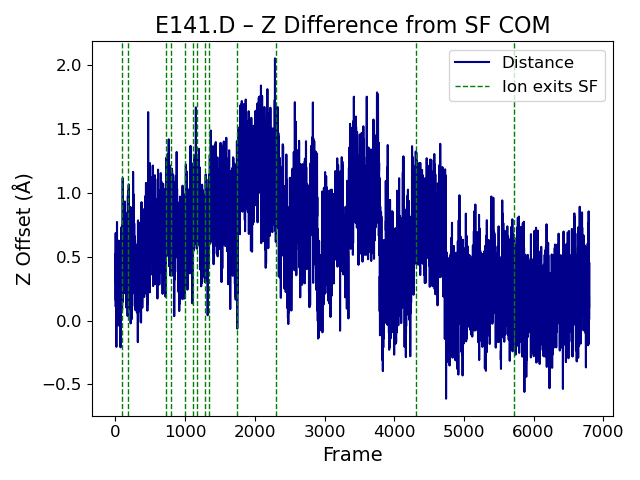 E141.D – Z Difference from SF COM
Distance
Ion exits SF
Z Offset (Å)
2.0
1.5
1.0
0.5
0.0
−0.5
0 1000 2000 3000 4000 5000 6000 7000
Frame